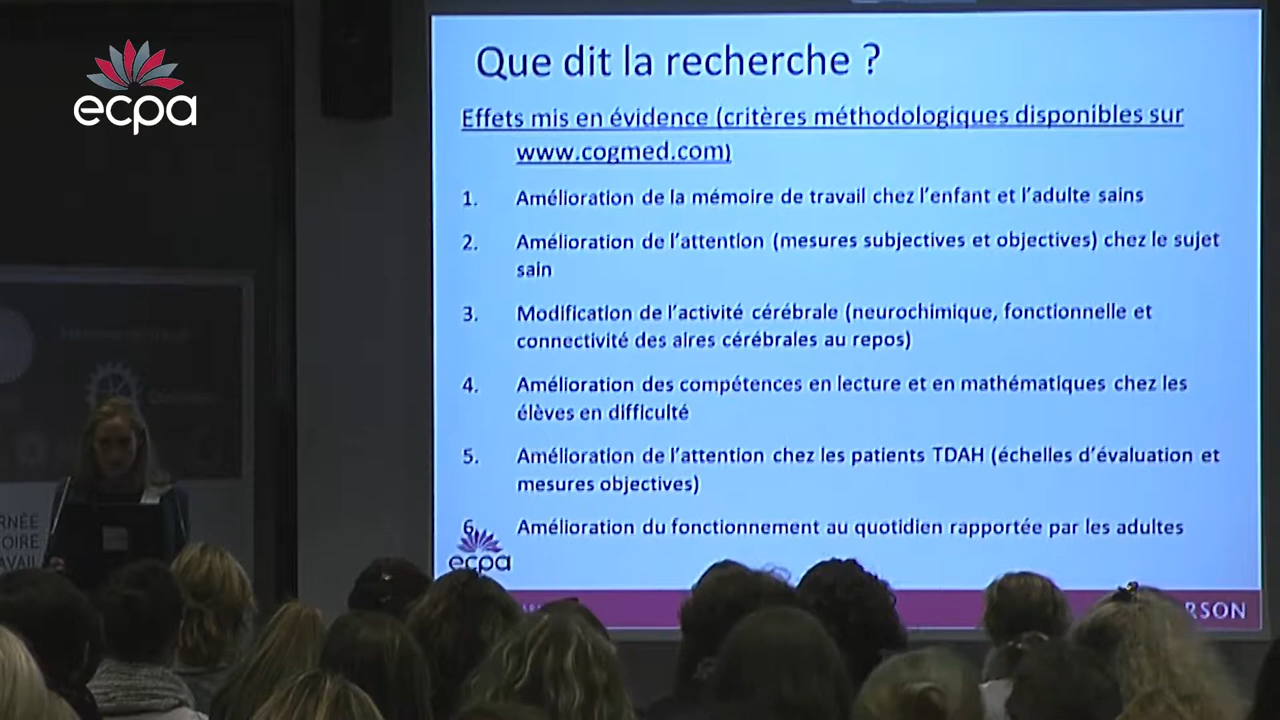 ecpa
Que dit la recherche ?
Effets mis en évidence (critères méthodologiques disponibles sur
www.cogmed.com)
1. Amélioration de la mémoire de travail chez l'enfant et l'adulte sains
2. Amélioration de l'attention (mesures subjectives et objectives) chez le sujet
sain
3. Modification de l'activité cérébrale (neurochimique, fonctionnelle et
connectivité des aires cérébrales au repos)
4. Amélioration des compétences en lecture et en mathématiques chez les
élèves en difficulté
5. Amélioration de l'attention chez les patients TDAH (échelles d'évaluation et
mesures objectives)
6. Amélioration du fonctionnement au quotidien rapportée par les adultes
ecpa
RSON
RNÉE
OIRE
AVAIL